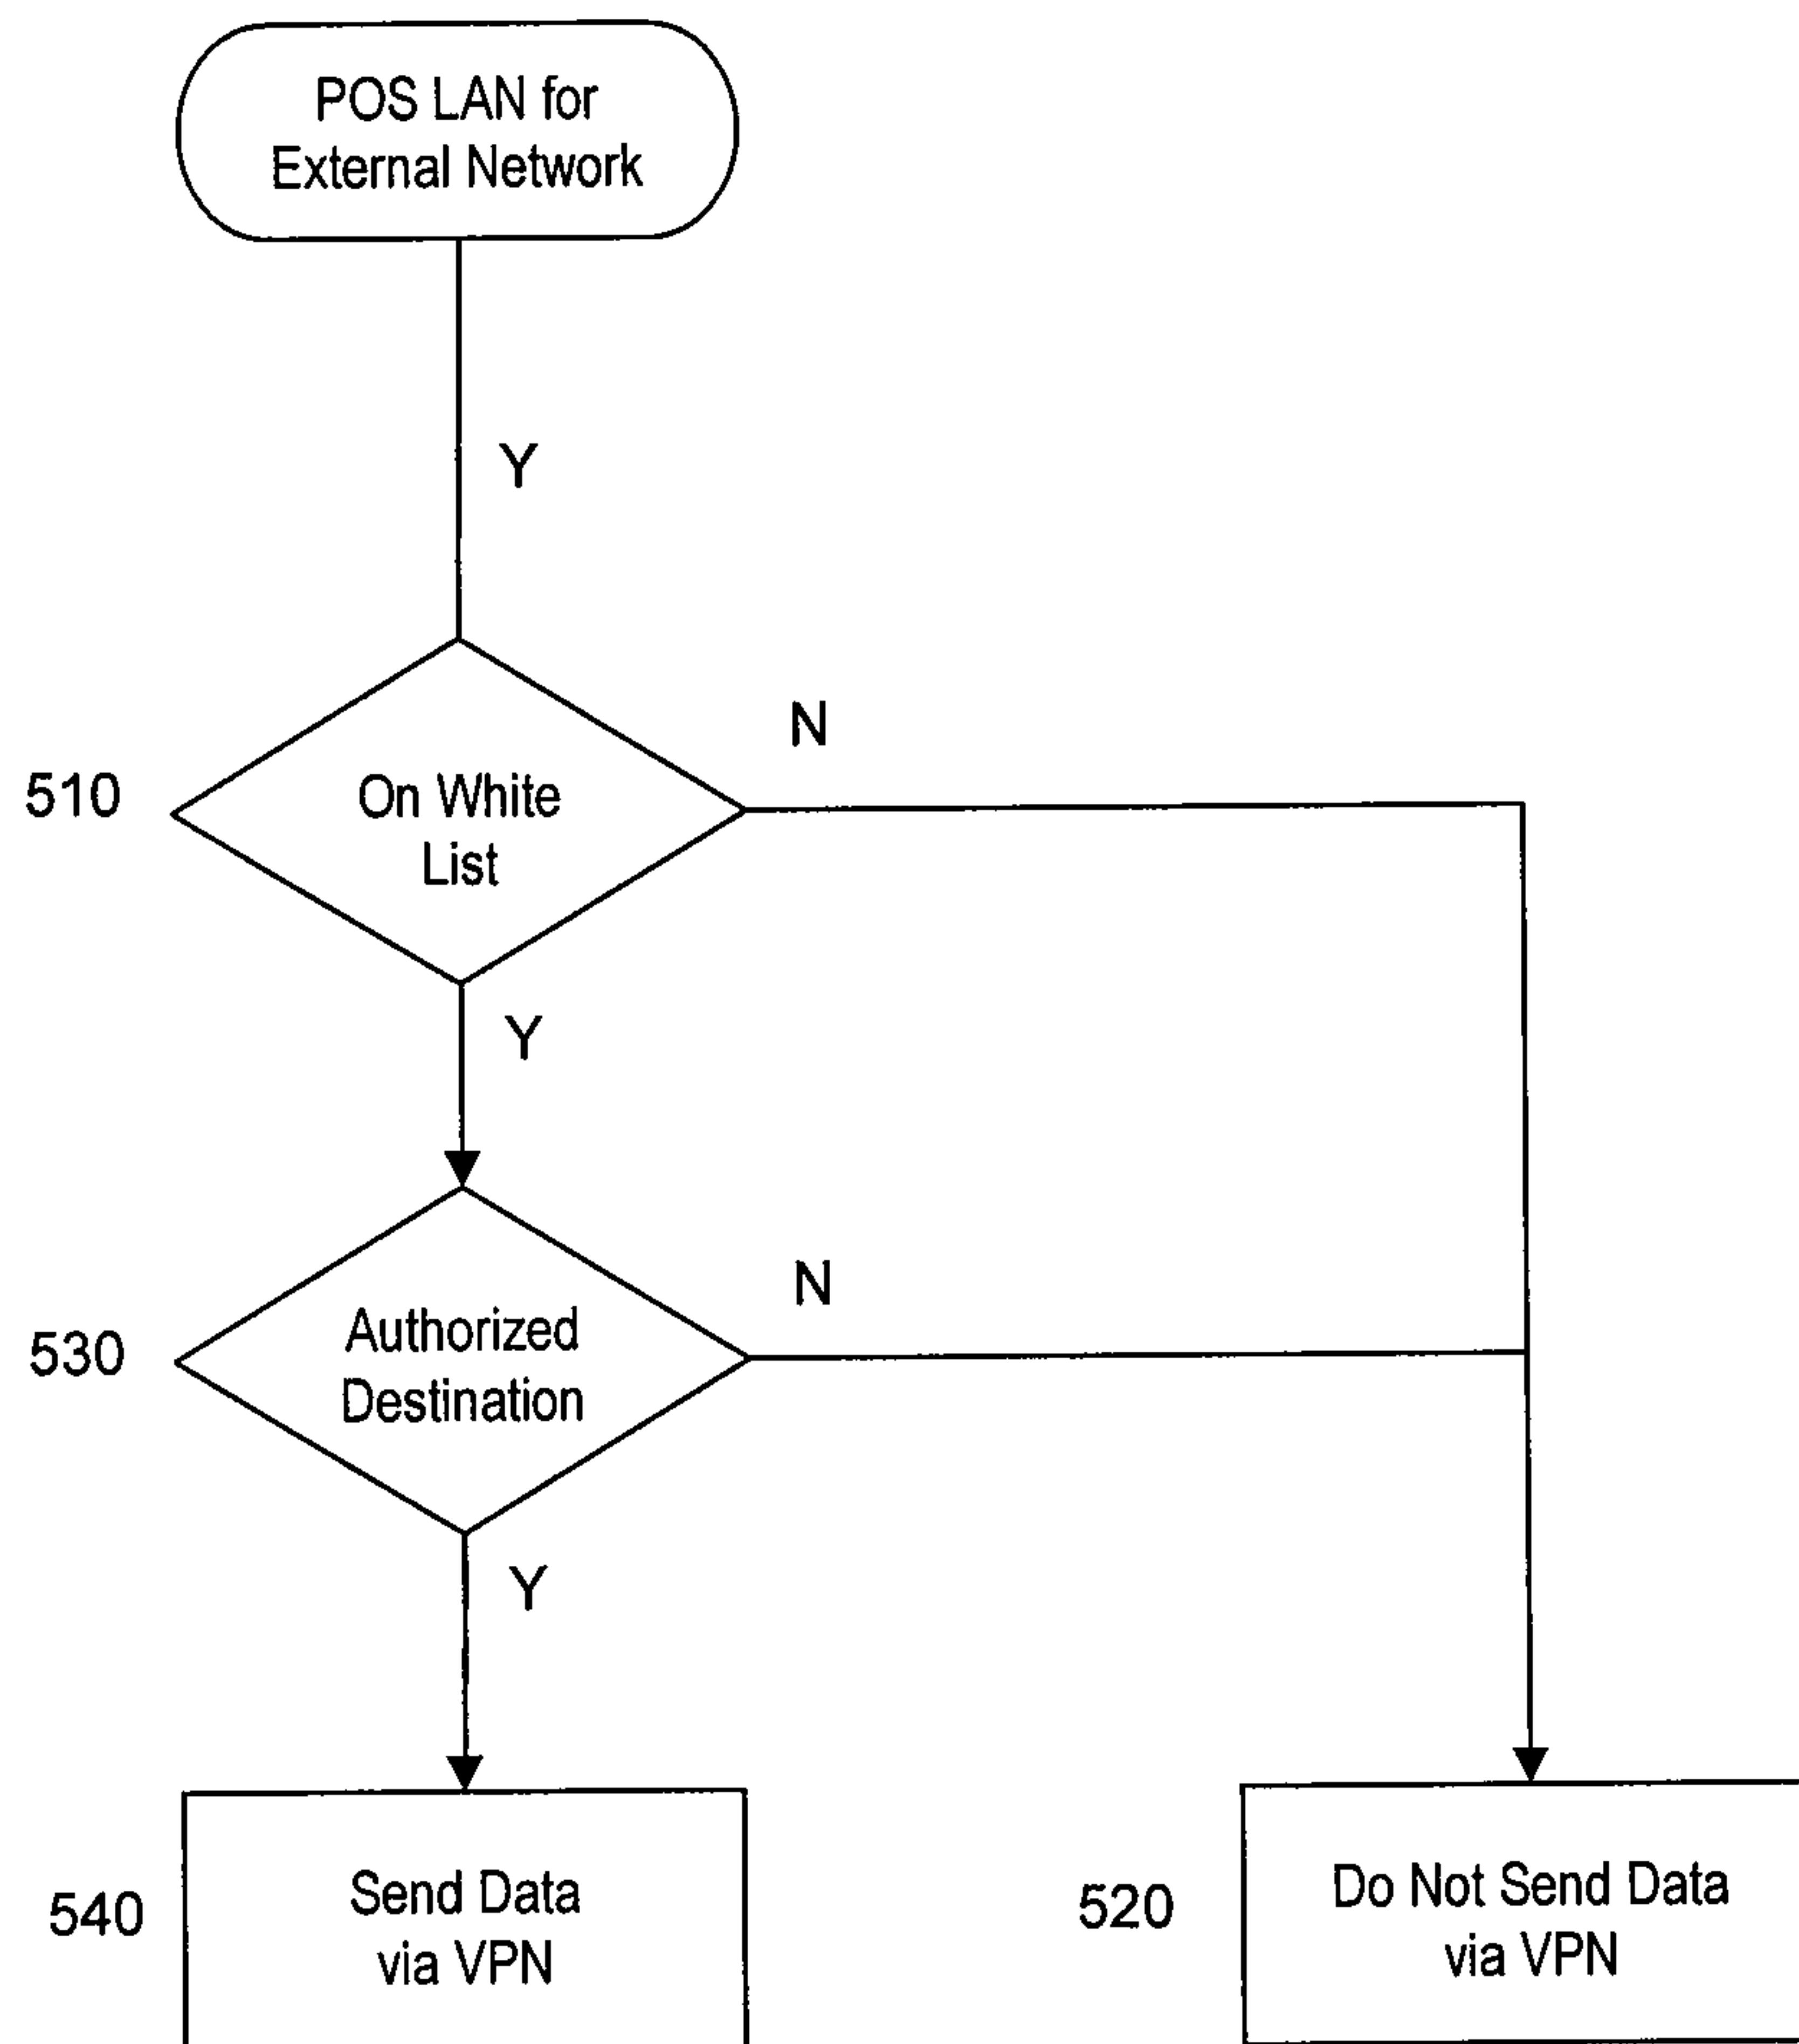 POS LAN for
External Network
Y
N
510
On White
List
Y
N
530
Authorized
Destination
Y
540
Send Data
via VPN
520
Do Not Send Data
via VPN